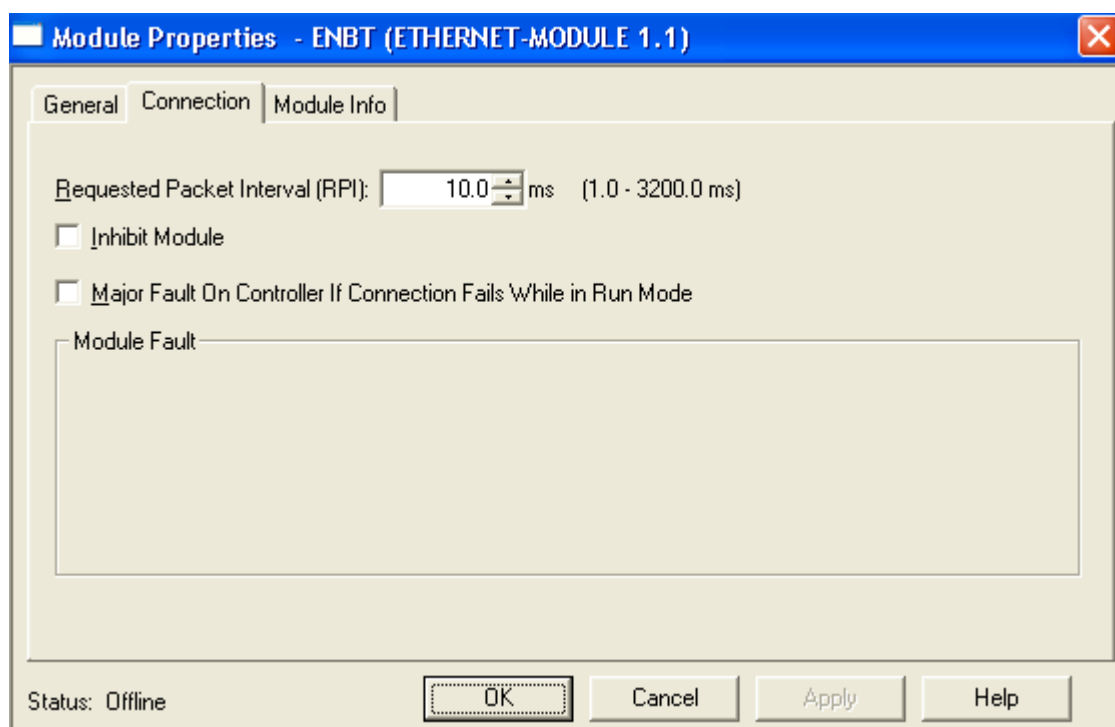 Module Properties - ENBT (ETHERNET-MODULE 1.1)
General Connection Module Info
Requested Packet Interval (RPI): 10.0 ms (1.0 - 3200.0 ms)
Inhibit Module
Major Fault On Controller If Connection Fails While in Run Mode
Module Fault
Status: Offline OK Cancel Apply Help